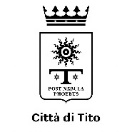 T
POST NUBILA
PHOEBUS
Città di Tito